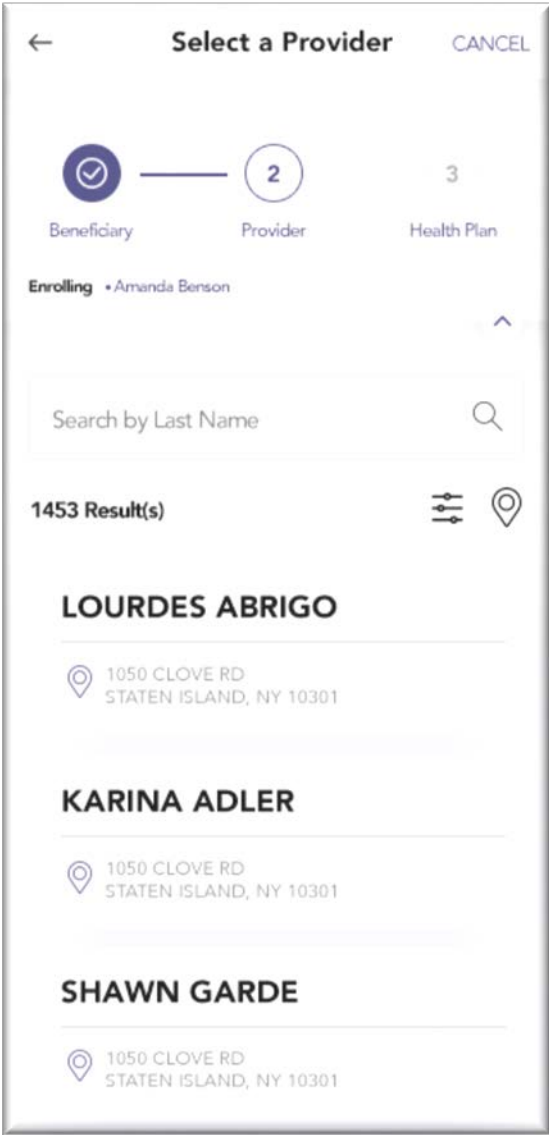 Select a Provider CANCEL
2 3
Beneficiary Provider Health Plan
Enrolling • Amanda Benson
Search by Last Name
1453 Result(s)
LOURDES ABRIGO
1050 CLOVE RD
STATEN ISLAND, NY 10301
KARINA ADLER
1050 CLOVE RD
STATEN ISLAND, NY 10301
SHAWN GARDE
1050 CLOVE RD
STATEN ISLAND, NY 10301